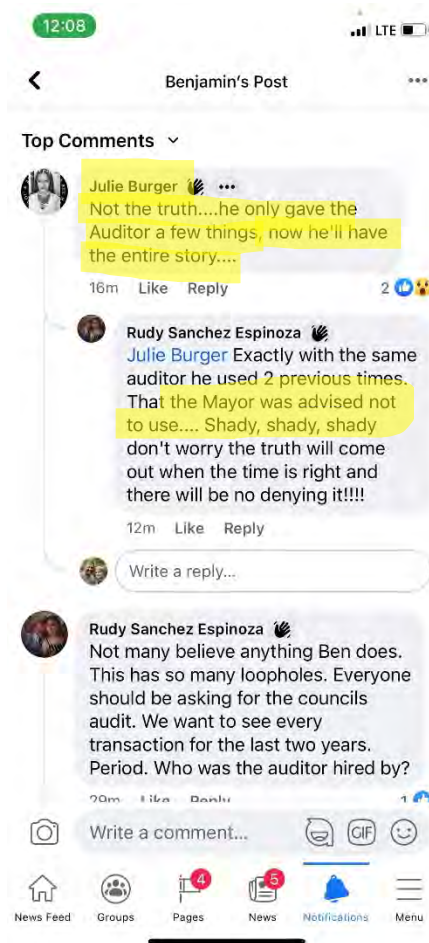 12:08
LTE
Benjamin's Post
Top Comments
Julie Burger
Not the truth....he only gave the
Auditor a few things, now he'll have
the entire story....
16m Like Reply 2
Rudy Sanchez Espinoza
Julie Burger Exactly with the same
auditor he used 2 previous times.
That the Mayor was advised not
to use.... Shady, shady, shady
don't worry the truth will come
out when the time is right and
there will be no denying it!!!!
12m Like Reply
Write a reply...
Rudy Sanchez Espinoza
Not many believe anything Ben does.
This has so many loopholes. Everyone
should be asking for the councils
audit. We want to see every
transaction for the last two years.
Period. Who was the auditor hired by?
29m Like Reply 1
Write a comment...
GIF
4
5
News Feed Groups Pages News Notifications Menu